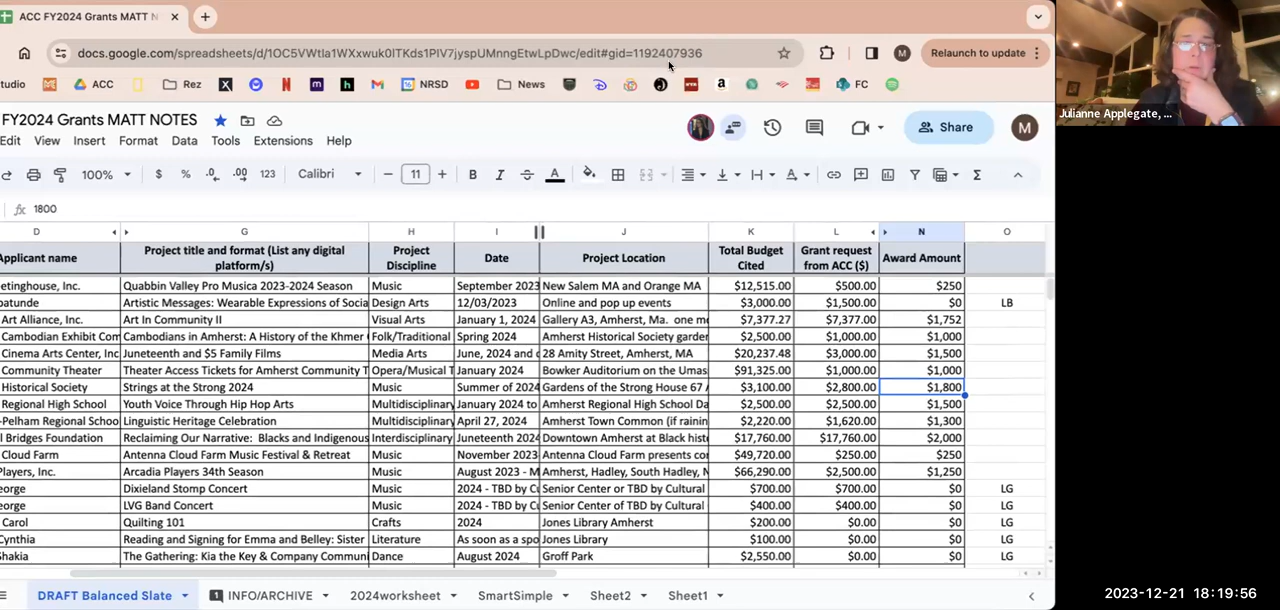 ACC FY2024 Grants MATT N
docs.google.com/spreadsheets/d/1OC5VWtIa1WXxwuk0ITKds1PIV7jyspUMnngEtwLpDwc/edit#gid=1192407936
M
Relaunch to update
tudio
ACC
Rez
NRSD
News
FC
FY2024 Grants MATT NOTES
Edit View Insert Format Data Tools Extensions Help
Share
M
100% $ % .0 .00 123 Calibri 11 B I A
fx 1800
D G H I J K L N O
Applicant name Project title and format (List any digital platform/s) Project Discipline Date Project Location Total Budget Cited Grant request from ACC ($) Award Amount
etinghouse, Inc. Quabbin Valley Pro Musica 2023-2024 Season Music September 2023 New Salem MA and Orange MA $12,515.00 $500.00 $250
atunde Artistic Messages: Wearable Expressions of Socia Design Arts 12/03/2023 Online and pop up events $3,000.00 $1,500.00 $0 LB
Art Alliance, Inc. Art In Community II Visual Arts January 1, 2024 Gallery A3, Amherst, Ma. one m $7,377.27 $7,377.00 $1,752
Cambodian Exhibit Com Cambodians in Amherst: A History of the Khmer Folk/Traditional Spring 2024 Amherst Historical Society garde $2,500.00 $1,000.00 $1,000
Cinema Arts Center, Inc Juneteenth and $5 Family Films Media Arts June, 2024 and 28 Amity Street, Amherst, MA $20,237.48 $3,000.00 $1,500
Community Theater Theater Access Tickets for Amherst Community T Opera/Musical T January 2024 Bowker Auditorium on the Umas $91,325.00 $1,000.00 $1,000
Historical Society Strings at the Strong 2024 Music Summer of 2024 Gardens of the Strong House 67 $3,100.00 $2,800.00 $1,800
Regional High School Youth Voice Through Hip Hop Arts Multidisciplinary January 2024 to Amherst Regional High School Da $2,500.00 $2,500.00 $1,500
-Pelham Regional Schoo Linguistic Heritage Celebration Multidisciplinary April 27, 2024 Amherst Town Common (if rainin $2,220.00 $1,620.00 $1,300
l Bridges Foundation Reclaiming Our Narrative: Blacks and Indigenous Interdisciplinary Juneteenth 2024 Downtown Amherst at Black hist $17,760.00 $17,760.00 $2,000
Cloud Farm Antenna Cloud Farm Music Festival & Retreat Music November 2023 Antenna Cloud Farm presents co $49,720.00 $250.00 $250
Players, Inc. Arcadia Players 34th Season Music August 2023 - M Amherst, Hadley, South Hadley, N $66,290.00 $2,500.00 $1,250
eorge Dixieland Stomp Concert Music 2024 - TBD by Cu Senior Center or TBD by Cultural $700.00 $700.00 $0 LG
eorge LVG Band Concert Music 2024 - TBD by Cu Senior Center or TBD by Cultural $400.00 $400.00 $0 LG
Carol Quilting 101 Crafts 2024 Jones Library Amherst $200.00 $0.00 $0 LG
Cynthia Reading and Signing for Emma and Belley: Sister Literature As soon as a spo Jones Library $100.00 $0.00 $0 LG
Shakia The Gathering: Kia the Key & Company Communi Dance August 2024 Groff Park $2,550.00 $0.00 $0 LG
DRAFT Balanced Slate 1 INFO/ARCHIVE 2024worksheet SmartSimple Sheet2 Sheet1
Julianne Applegate, ...
2023-12-21 18:19:56